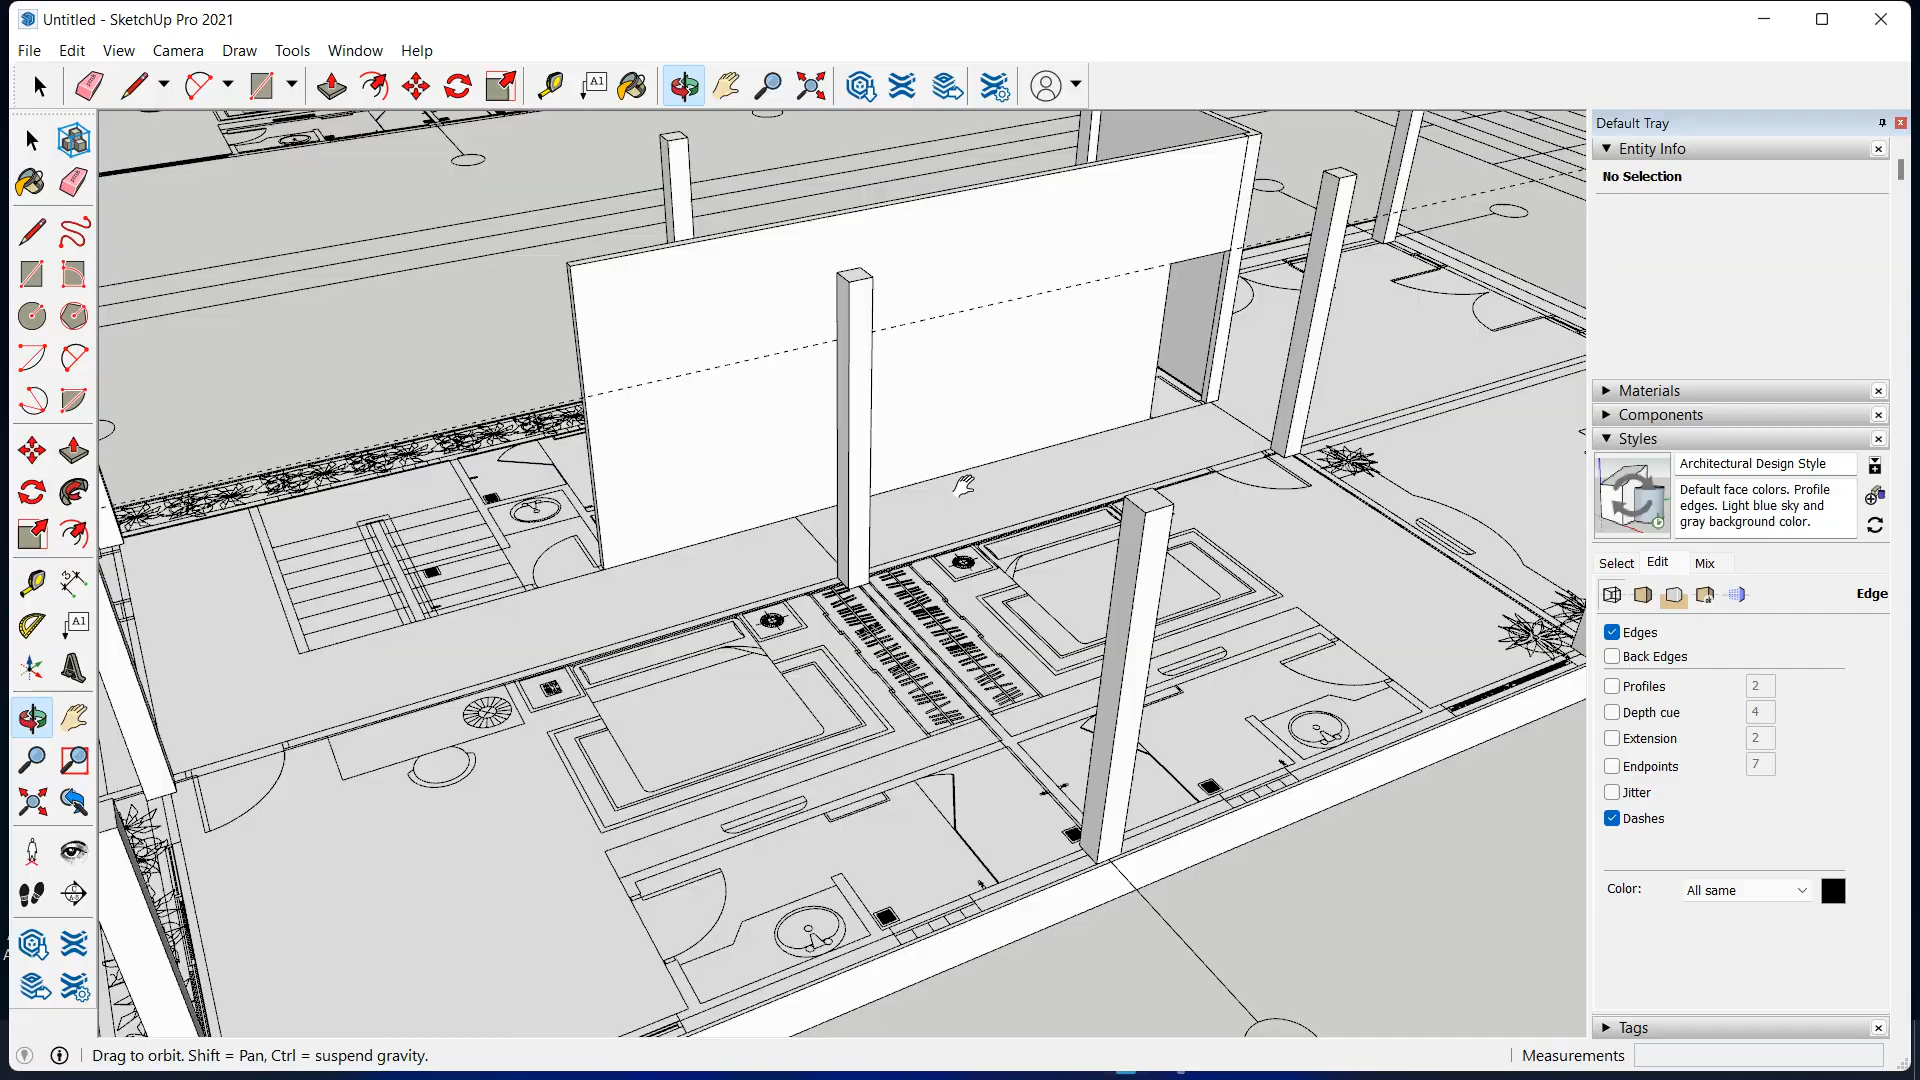 Untitled - SketchUp Pro 2021
File Edit View Camera Draw Tools Window Help
A1
Default Tray
Entity Info
No Selection
A1
Materials
Components
Styles
Architectural Design Style
Default face colors. Profile
edges. Light blue sky and
gray background color.
Select Edit Mix
Edge
Edges
Back Edges
Profiles 2
Depth cue 4
Extension 2
Endpoints 7
Jitter
Dashes
Color: All same
Tags
Drag to orbit. Shift = Pan, Ctrl = suspend gravity.
Measurements